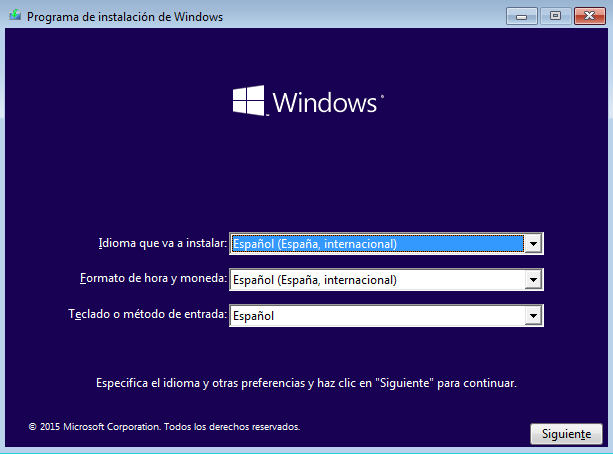 Programa de instalación de Windows
Windows
Idioma que va a instalar: Español (España, internacional)
Formato de hora y moneda: Español (España, internacional)
Teclado o método de entrada: Español
Especifica el idioma y otras preferencias y haz clic en "Siguiente" para continuar.
© 2015 Microsoft Corporation. Todos los derechos reservados.
Siguiente